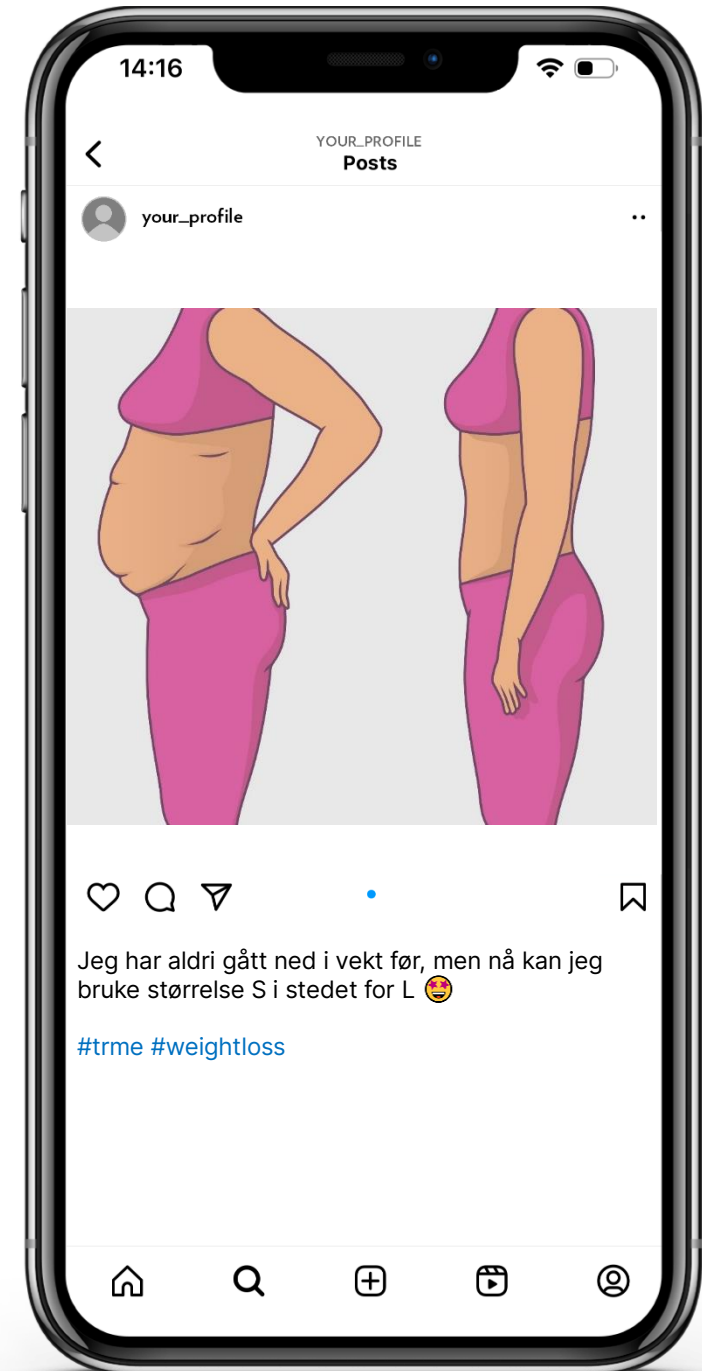 14:16
YOUR_PROFILE
Posts
your_profile
Jeg har aldri gått ned i vekt før, men nå kan jeg
bruke størrelse S i stedet for L 🤩
#trme #weightloss